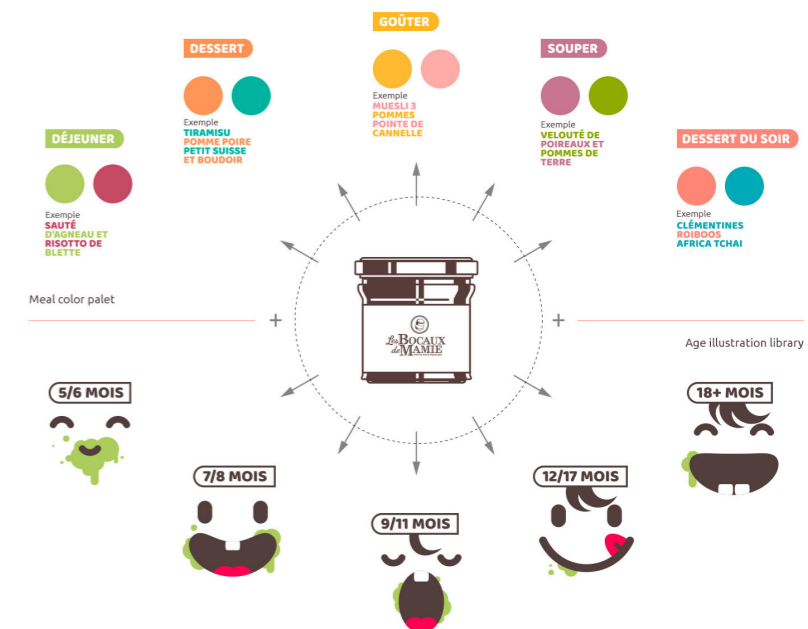 GOÛTER
Exemple
MUESLI 3
POMMES
POINTE DE
CANNELLE
DESSERT
Exemple
TIRAMISU
POMME POIRE
PETIT SUISSE
ET BOUDOIR
SOUPER
Exemple
VELOUTÉ DE
POIREAUX ET
POMMES DE
TERRE
DÉJEUNER
Exemple
SAUTÉ
D'AGNEAU ET
RISOTTO DE
BLETTE
DESSERT DU SOIR
Exemple
CLÉMENTINES
ROIBOOS
AFRICA TCHAI
Meal color palet
+
+
Les BOCAUX
de MAMIE
Age illustration library
5/6 MOIS
18+ MOIS
7/8 MOIS
12/17 MOIS
9/11 MOIS